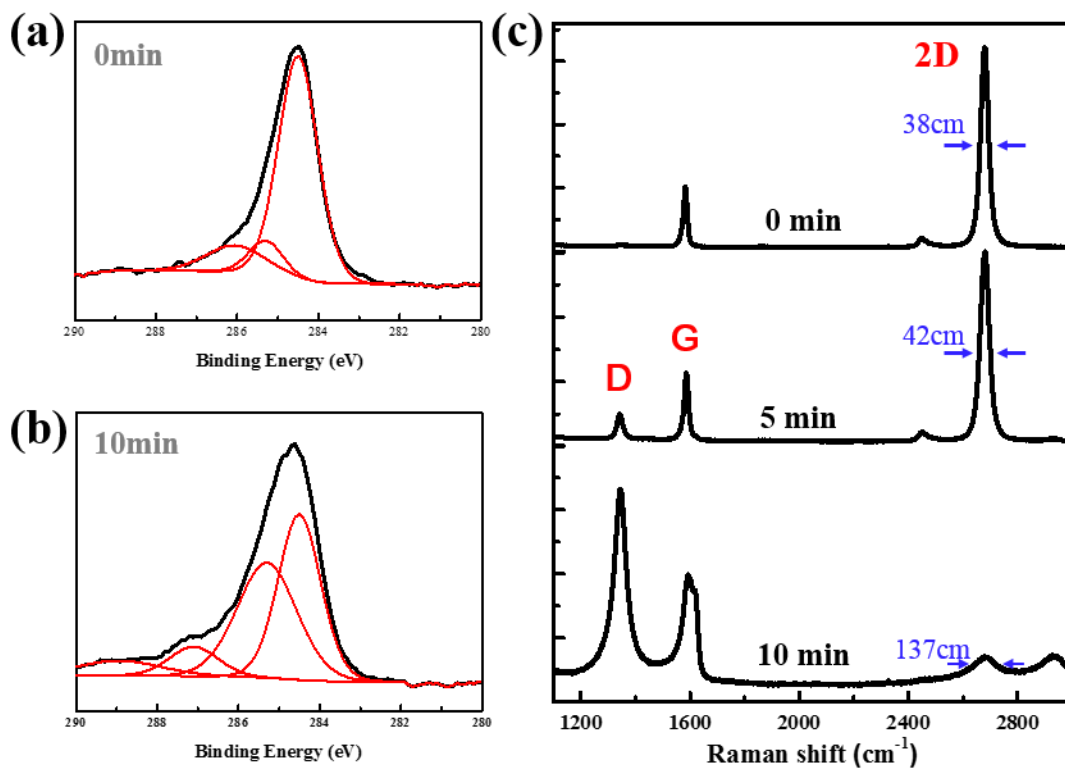 (a)
0min
290 288 286 284 282 280
Binding Energy (eV)
(b)
10min
290 288 286 284 282 280
Binding Energy (eV)
(c)
2D
38cm
0 min
42cm
G
D
5 min
10 min
137cm
1200 1600 2000 2400 2800
Raman shift (cm⁻¹)